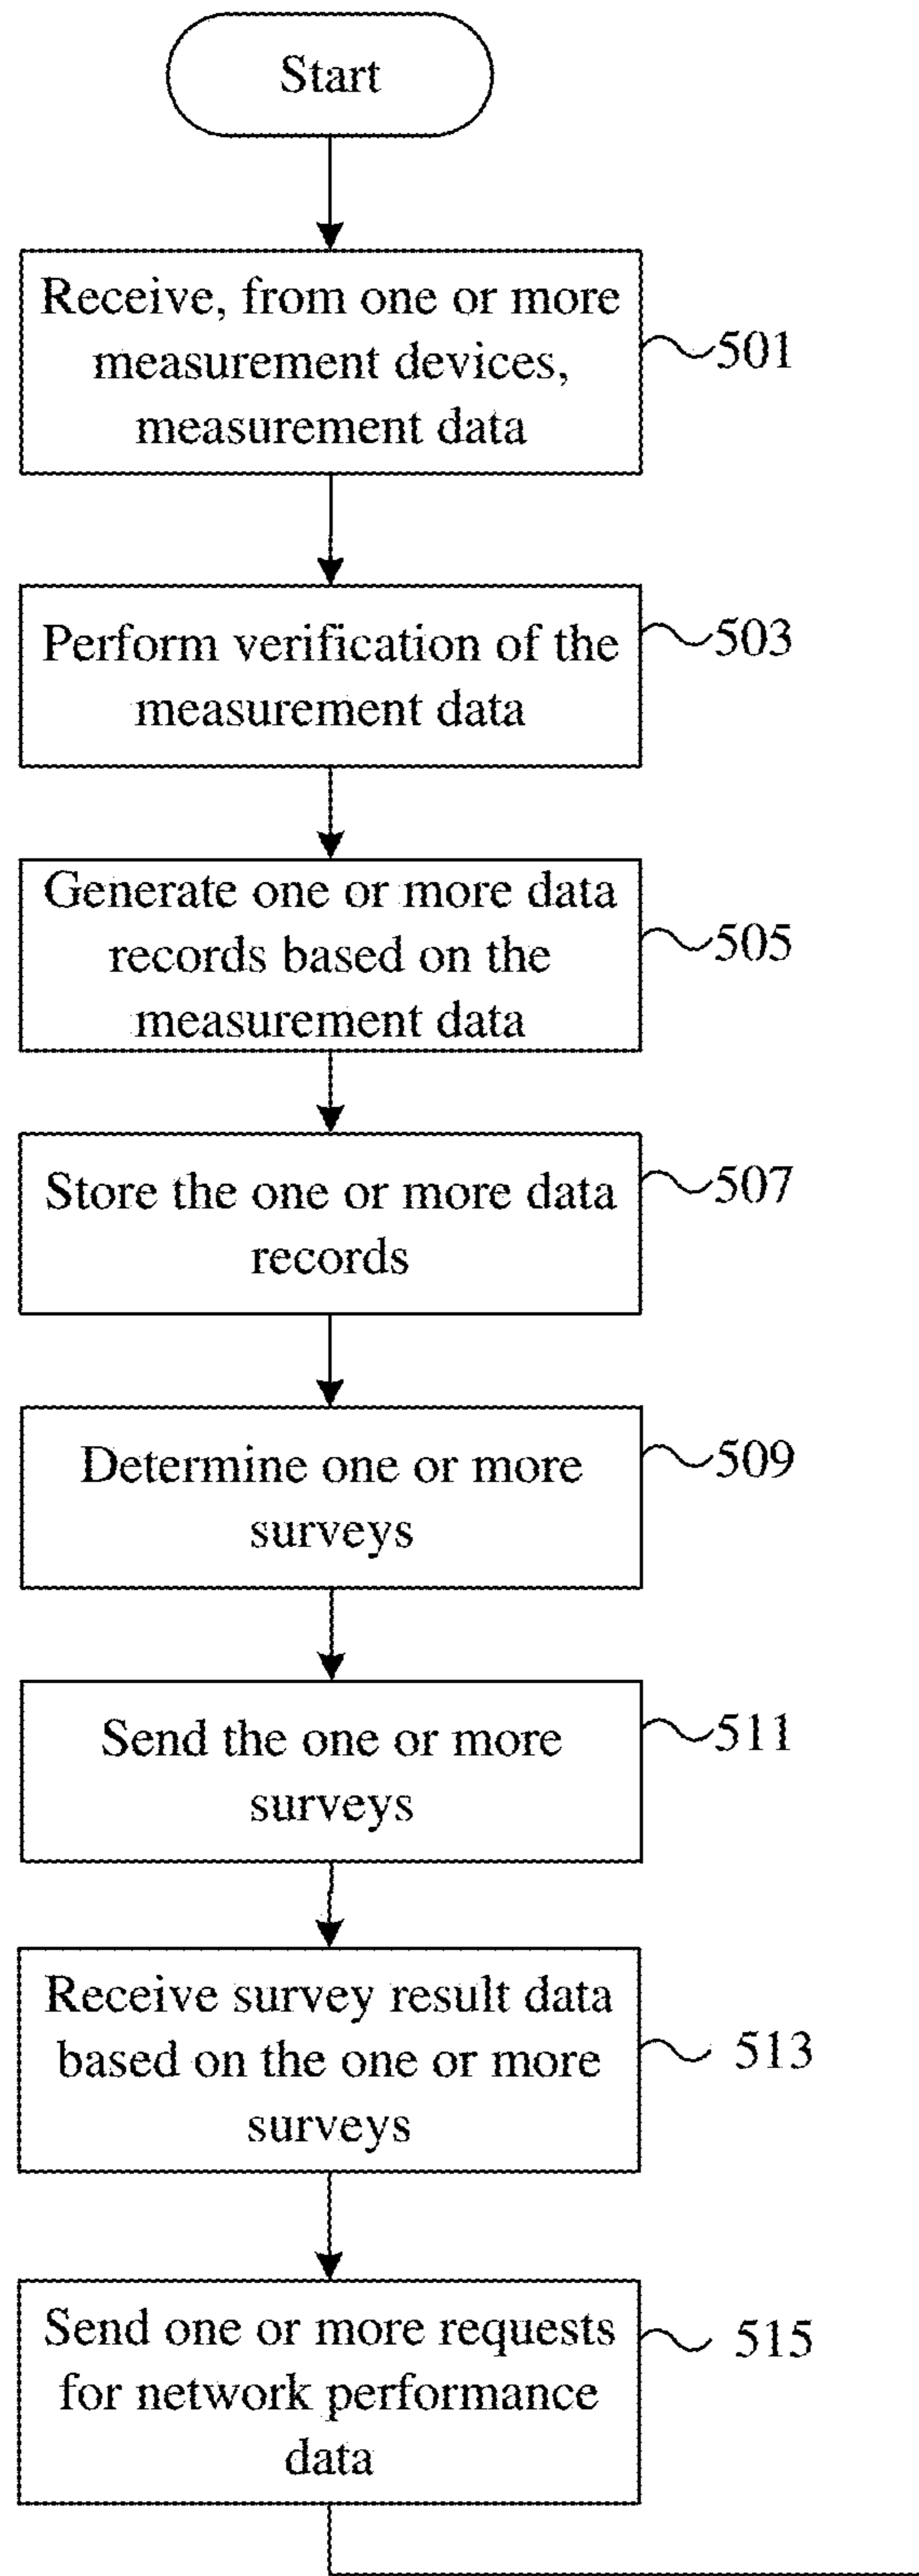 Start
Receive, from one or more
measurement devices,
measurement data
501
Perform verification of the
measurement data
503
Generate one or more data
records based on the
measurement data
505
Store the one or more data
records
507
Determine one or more
surveys
509
Send the one or more
surveys
511
Receive survey result data
based on the one or more
surveys
513
Send one or more requests
for network performance
data
515